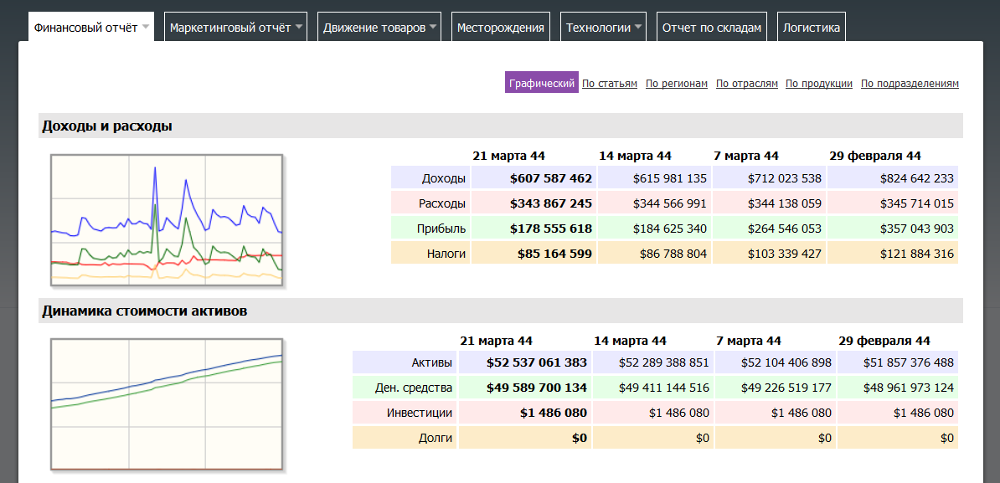 Финансовый отчёт Маркетинговый отчёт Движение товаров Месторождения Технологии Отчет по складам Логистика
Графический По статьям По регионам По отраслям По продукции По подразделениям
Доходы и расходы
21 марта 44 14 марта 44 7 марта 44 29 февраля 44
Доходы $607 587 462 $615 981 135 $712 023 538 $824 642 233
Расходы $343 867 245 $344 566 991 $344 138 059 $345 714 015
Прибыль $178 555 618 $184 625 340 $264 546 053 $357 043 903
Налоги $85 164 599 $86 788 804 $103 339 427 $121 884 316
Динамика стоимости активов
21 марта 44 14 марта 44 7 марта 44 29 февраля 44
Активы $52 537 061 383 $52 289 388 851 $52 104 406 898 $51 857 376 488
Ден. средства $49 589 700 134 $49 411 144 516 $49 226 519 177 $48 961 973 124
Инвестиции $1 486 080 $1 486 080 $1 486 080 $1 486 080
Долги $0 $0 $0 $0